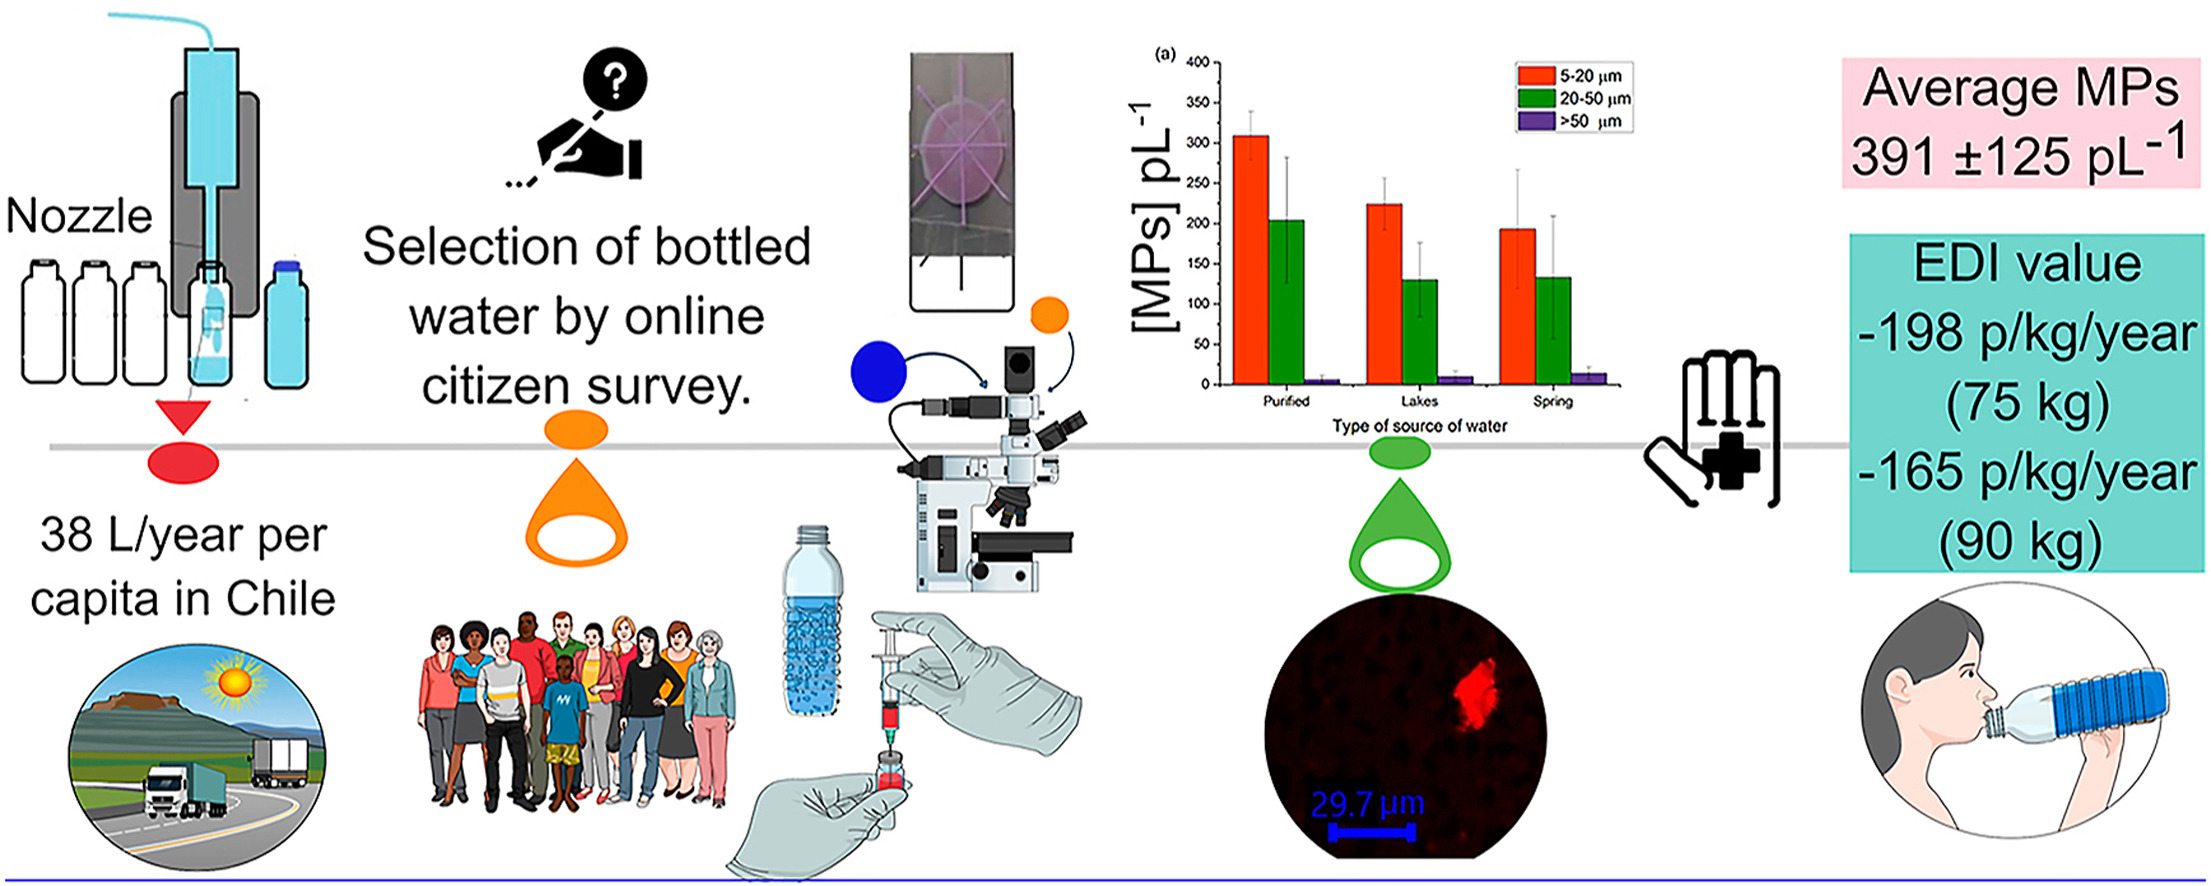 Nozzle
38 L/year per
capita in Chile
?
Selection of bottled
water by online
citizen survey.
(a)
[MPs] pL⁻¹
400
350
300
250
200
150
100
50
0
5-20 µm
20-50 µm
>50 µm
Purified Lakes Spring
Type of source of water
29.7 µm
Average MPs
391 ±125 pL⁻¹
EDI value
-198 p/kg/year
(75 kg)
-165 p/kg/year
(90 kg)